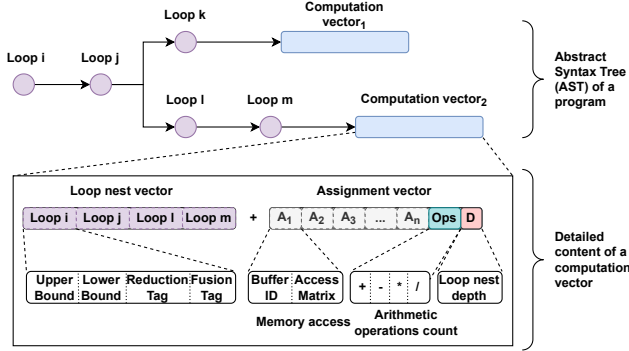 Loop i
Loop j
Loop k
Computation
vector1
Loop l
Loop m
Computation vector2
Abstract
Syntax Tree
(AST) of a
program
Loop nest vector
Assignment vector
Loop i Loop j Loop l Loop m + A1 A2 A3 ... An Ops D
Upper Lower Reduction Fusion
Bound Bound Tag Tag
Buffer Access
ID Matrix
+ - * /
Loop nest
depth
Memory access
Arithmetic
operations count
Detailed
content of a
computation
vector